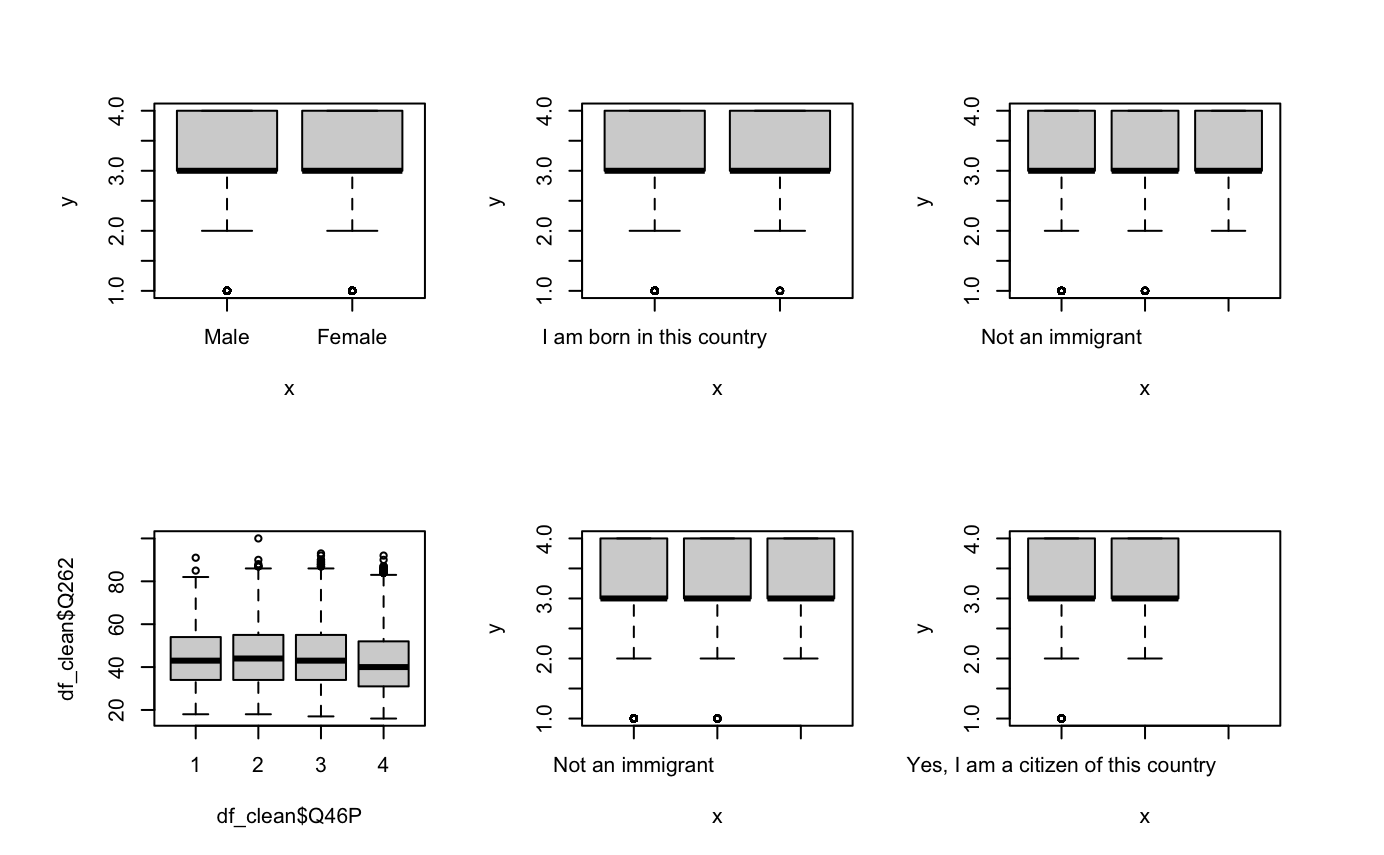 y
4.0
3.0
2.0
1.0
Male Female
x
y
4.0
3.0
2.0
1.0
I am born in this country
x
y
4.0
3.0
2.0
1.0
Not an immigrant
x
df_clean$Q262
80
60
40
20
1 2 3 4
df_clean$Q46P
y
4.0
3.0
2.0
1.0
Not an immigrant
x
y
4.0
3.0
2.0
1.0
Yes, I am a citizen of this country
x